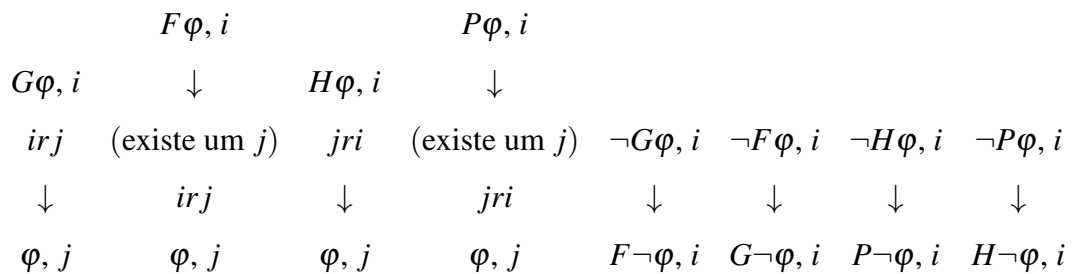 Fφ, i Pφ, i
Gφ, i ↓ Hφ, i ↓
irj (existe um j) jri (existe um j) ¬Gφ, i ¬Fφ, i ¬Hφ, i ¬Pφ, i
↓ irj ↓ jri ↓ ↓ ↓ ↓
φ, j φ, j φ, j φ, j F¬φ, i G¬φ, i P¬φ, i H¬φ, i